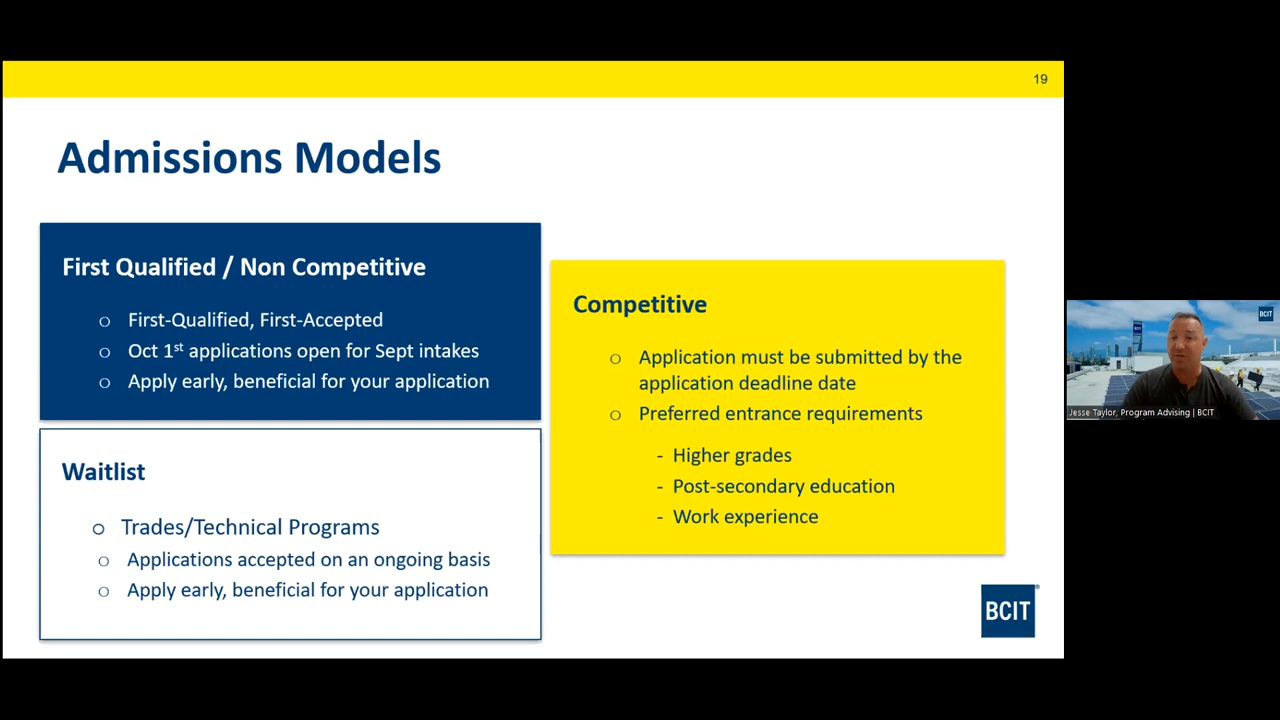 19
Admissions Models
First Qualified / Non Competitive
o First-Qualified, First-Accepted
o Oct 1st applications open for Sept intakes
o Apply early, beneficial for your application
Competitive
o Application must be submitted by the
application deadline date
o Preferred entrance requirements
- Higher grades
- Post-secondary education
- Work experience
Waitlist
o Trades/Technical Programs
o Applications accepted on an ongoing basis
o Apply early, beneficial for your application
BCIT®
BCIT
Jesse Taylor, Program Advising | BCIT